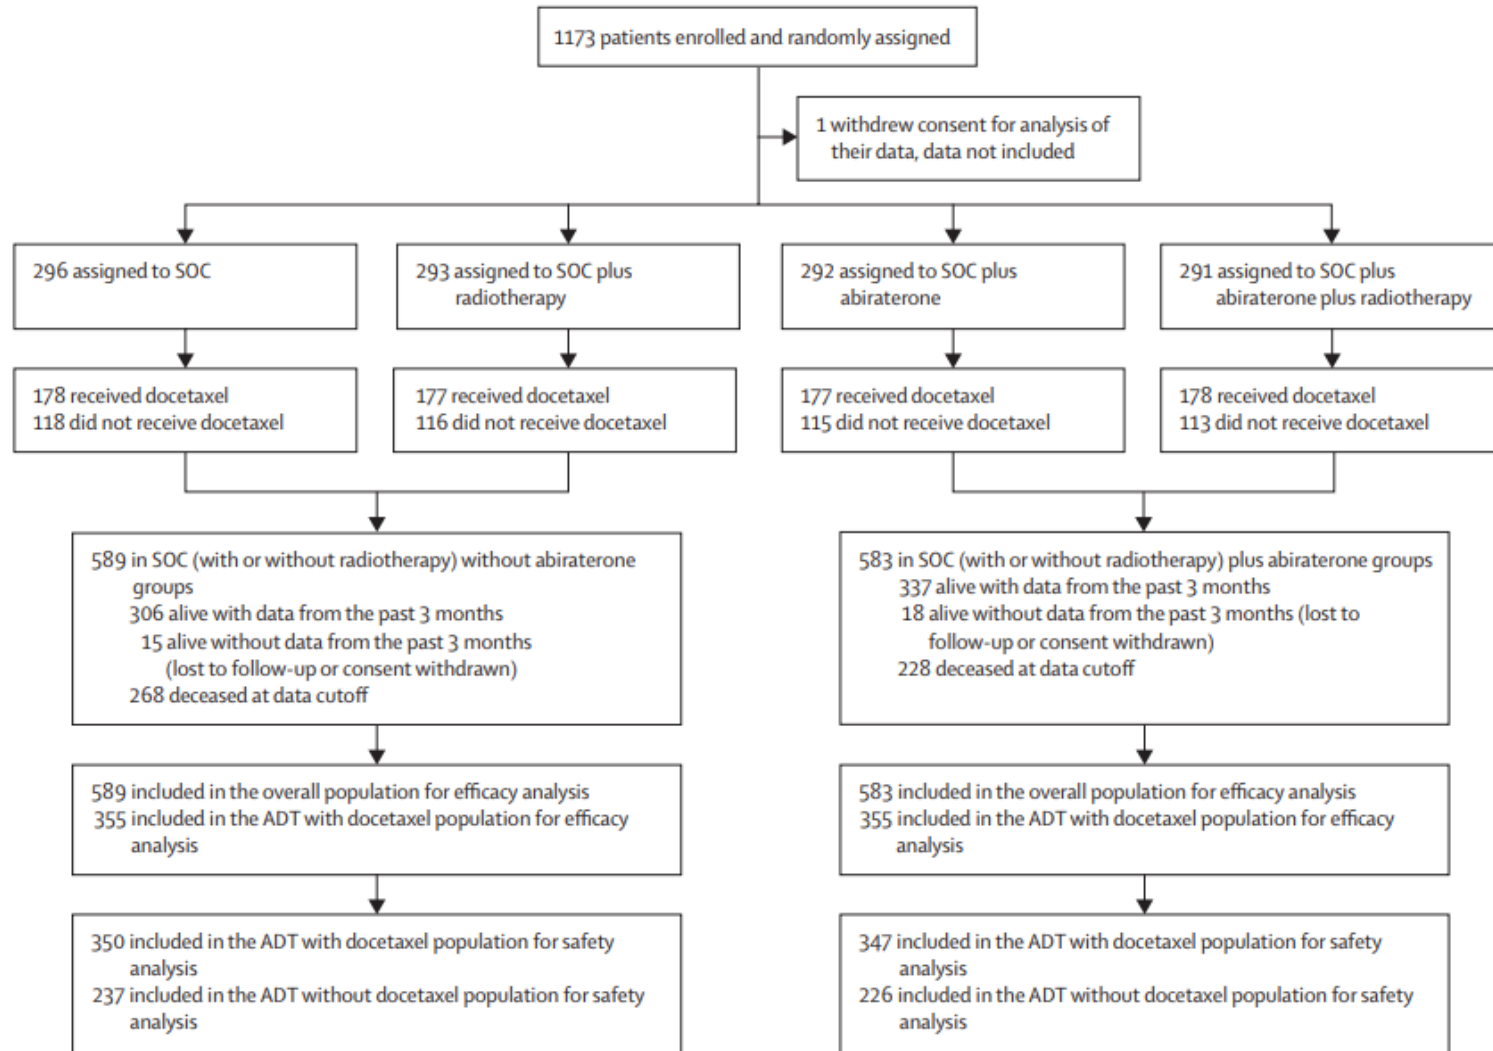 1173 patients enrolled and randomly assigned
1 withdrew consent for analysis of
their data, data not included
296 assigned to SOC
293 assigned to SOC plus
radiotherapy
292 assigned to SOC plus
abiraterone
291 assigned to SOC plus
abiraterone plus radiotherapy
178 received docetaxel
118 did not receive docetaxel
177 received docetaxel
116 did not receive docetaxel
177 received docetaxel
115 did not receive docetaxel
178 received docetaxel
113 did not receive docetaxel
589 in SOC (with or without radiotherapy) without abiraterone
groups
306 alive with data from the past 3 months
15 alive without data from the past 3 months
(lost to follow-up or consent withdrawn)
268 deceased at data cutoff
583 in SOC (with or without radiotherapy) plus abiraterone groups
337 alive with data from the past 3 months
18 alive without data from the past 3 months (lost to
follow-up or consent withdrawn)
228 deceased at data cutoff
589 included in the overall population for efficacy analysis
355 included in the ADT with docetaxel population for efficacy
analysis
583 included in the overall population for efficacy analysis
355 included in the ADT with docetaxel population for efficacy
analysis
350 included in the ADT with docetaxel population for safety
analysis
237 included in the ADT without docetaxel population for safety
analysis
347 included in the ADT with docetaxel population for safety
analysis
226 included in the ADT without docetaxel population for safety
analysis